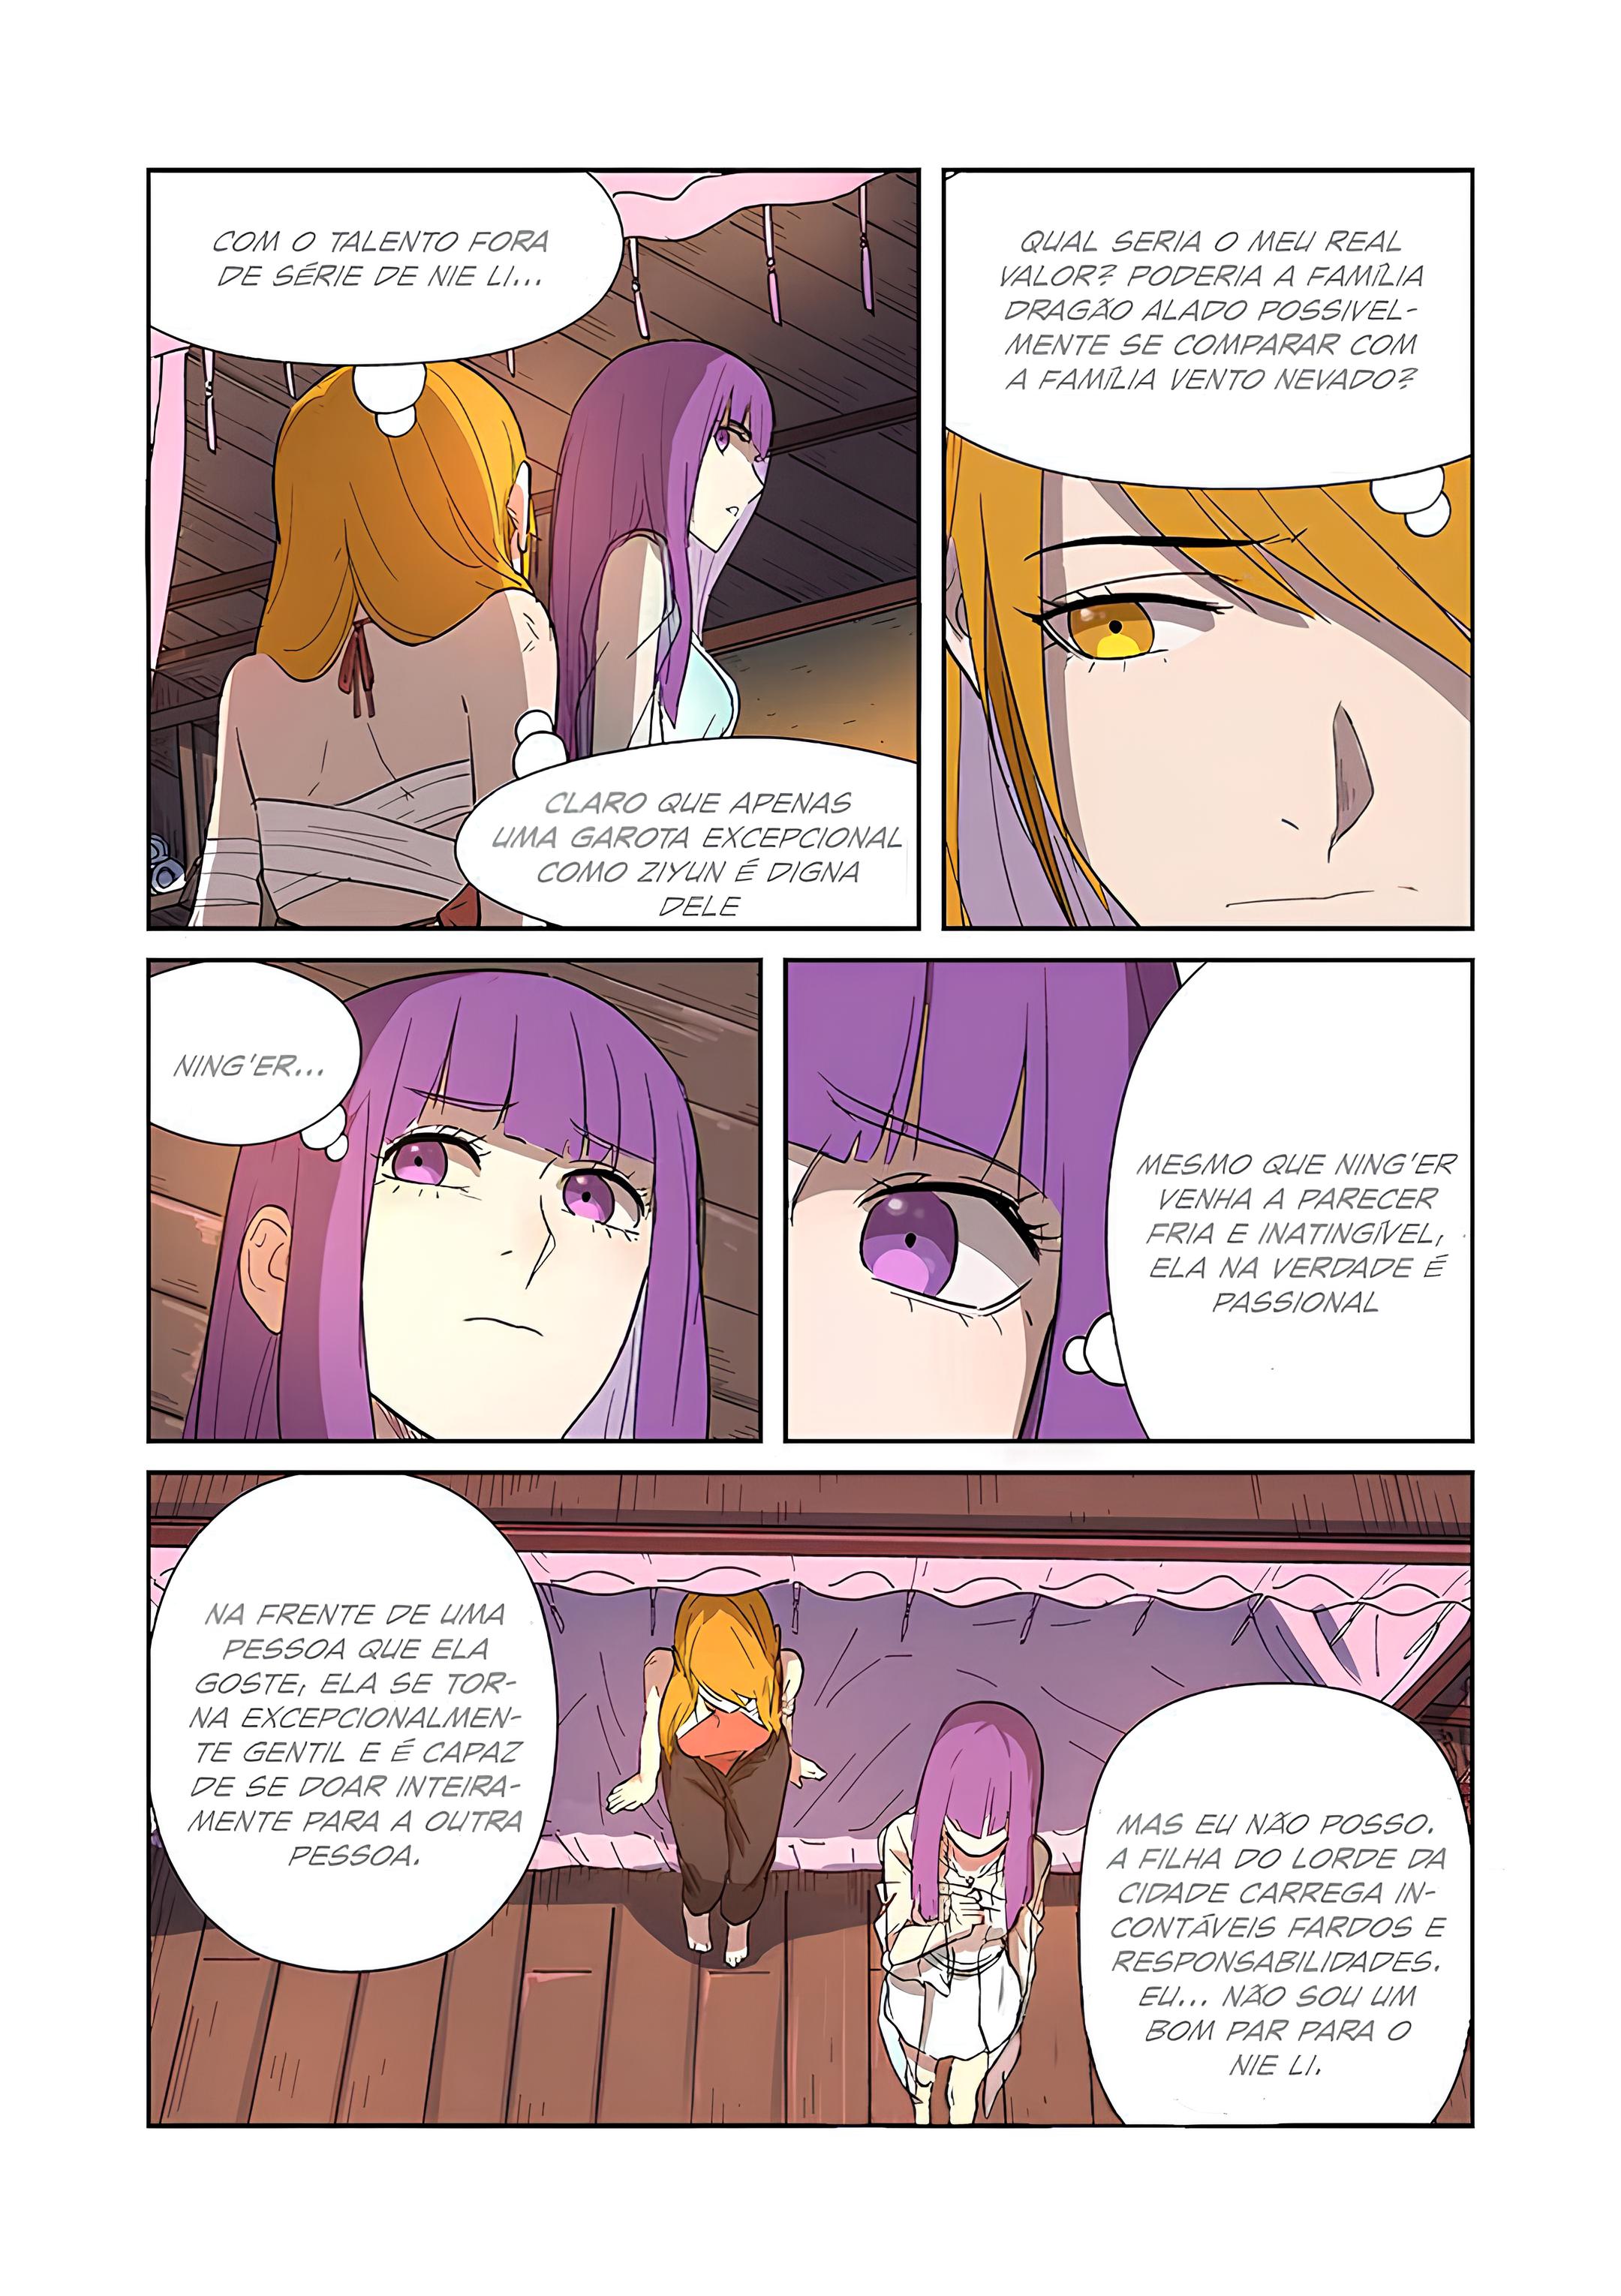 COM O TALENTO FORA
DE SÉRIE DE NIE LI...
CLARO QUE APENAS
UMA GAROTA EXCEPCIONAL
COMO ZIYUN É DIGNA
DELE
QUAL SERIA O MEU REAL
VALOR? PODERIA A FAMÍLIA
DRAGÃO ALADO POSSIVEL-
MENTE SE COMPARAR COM
A FAMÍLIA VENTO NEVADO?
NING'ER...
MESMO QUE NING'ER
VENHA A PARECER
FRIA E INATINGÍVEL,
ELA NA VERDADE É
PASSIONAL
NA FRENTE DE UMA
PESSOA QUE ELA
GOSTE, ELA SE TOR-
NA EXCEPCIONALMEN-
TE GENTIL E É CAPAZ
DE SE DOAR INTEIRA-
MENTE PARA A OUTRA
PESSOA.
MAS EU NÃO POSSO.
A FILHA DO LORDE DA
CIDADE CARREGA IN-
CONTÁVEIS FARDOS E
RESPONSABILIDADES.
EU... NÃO SOU UM
BOM PAR PARA O
NIE LI.